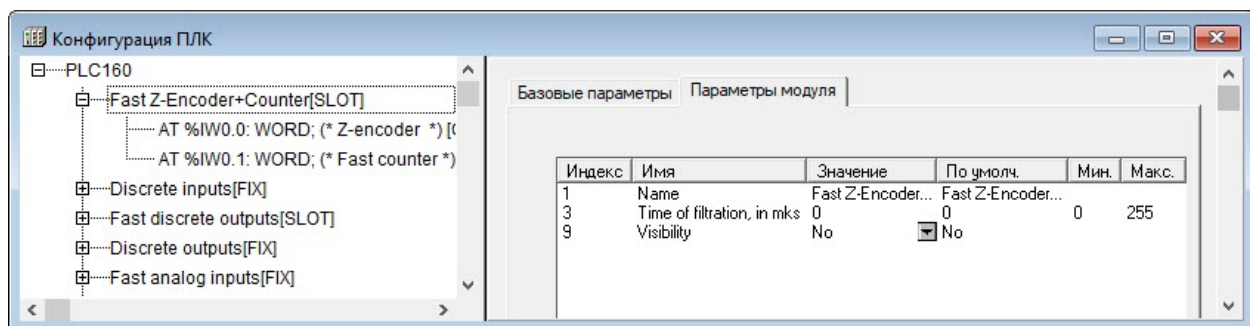 Конфигурация ПЛК
PLC160
Fast Z-Encoder+Counter[SLOT]
AT %IW0.0: WORD; (* Z-encoder *)
AT %IW0.1: WORD; (* Fast counter *)
Discrete inputs[FIX]
Fast discrete outputs[SLOT]
Discrete outputs[FIX]
Fast analog inputs[FIX]
Базовые параметры Параметры модуля
Индекс Имя Значение По умолч. Мин. Макс.
1 Name Fast Z-Encoder... Fast Z-Encoder...
3 Time of filtration, in mks 0 0 0 255
9 Visibility No No